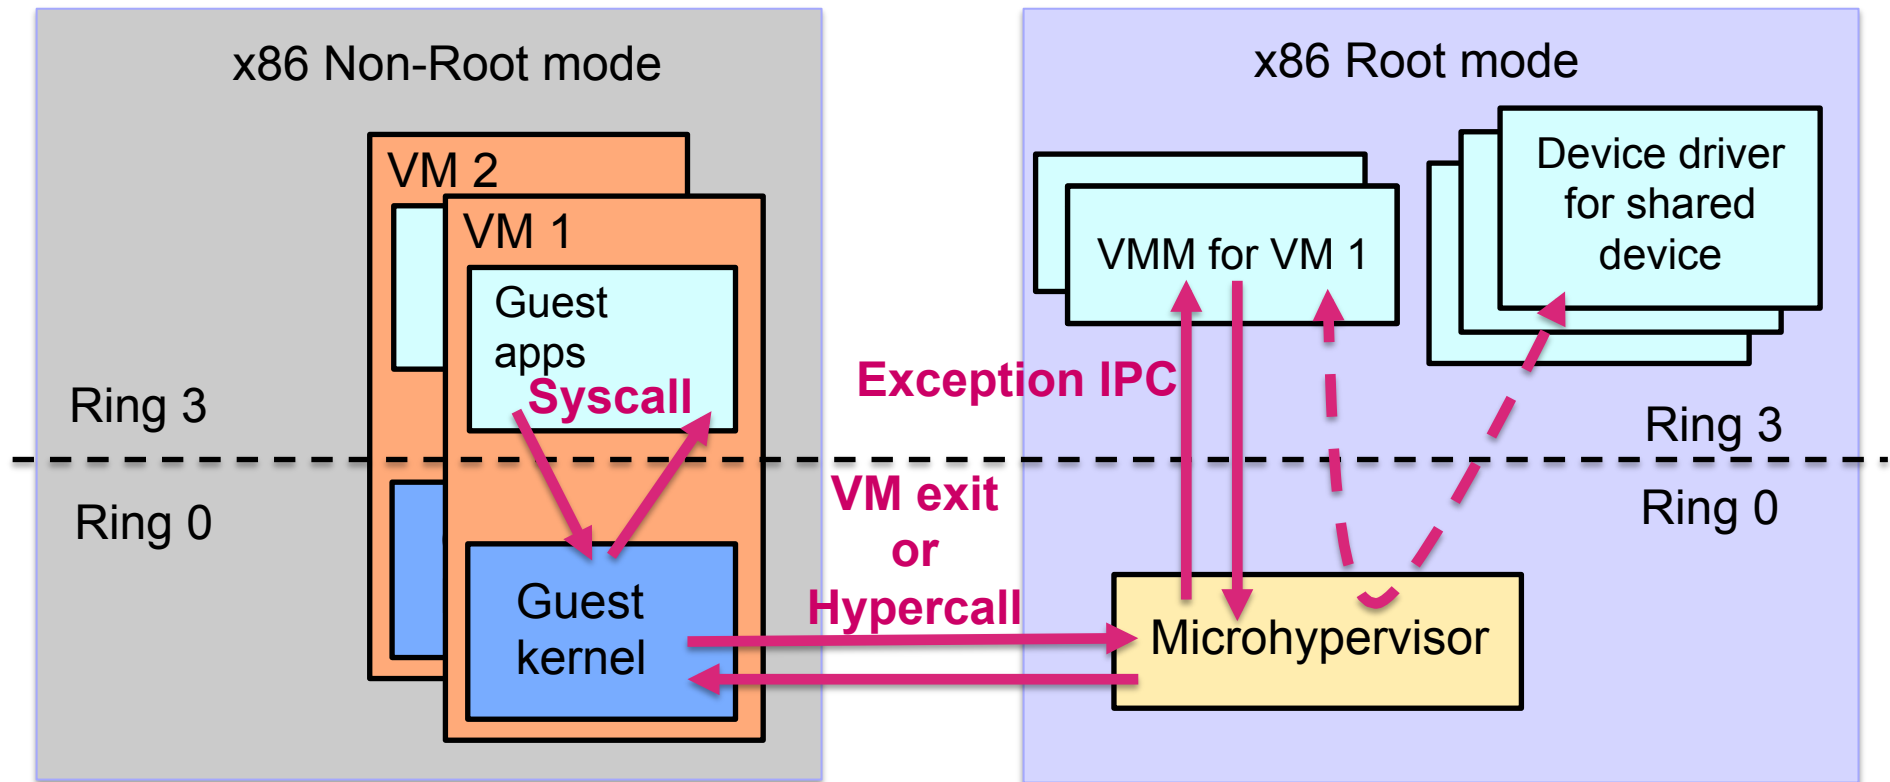 x86 Non-Root mode
x86 Root mode
VM 2
VM 1
Guest
apps
Syscall
Guest
kernel
Ring 3
Ring 0
Exception IPC
VM exit
or
Hypercall
VMM for VM 1
Device driver
for shared
device
Ring 3
Ring 0
Microhypervisor